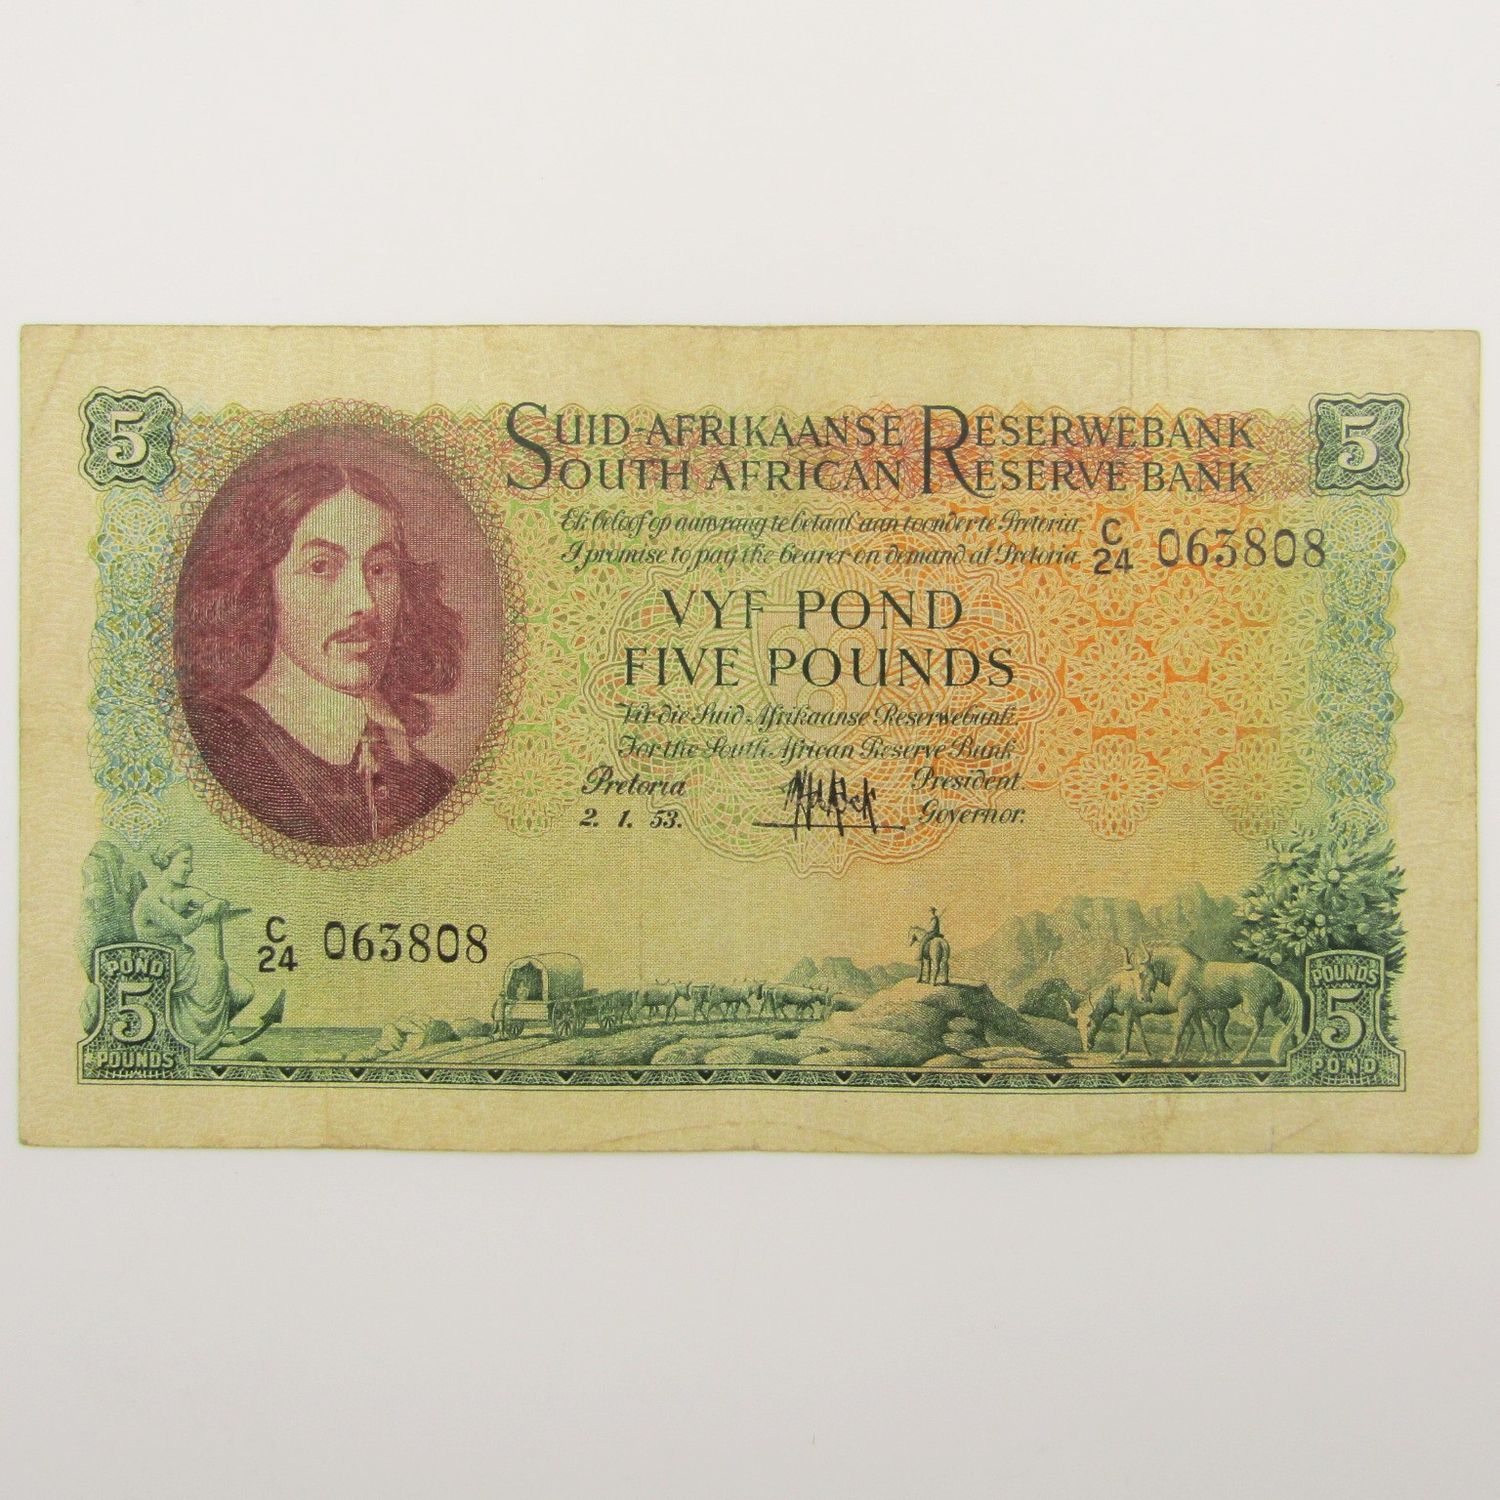 5
5
SUID-AFRIKAANSE RESERWEBANK
SOUTH AFRICAN RESERVE BANK
Ek beloof op aanvraag te betaal aan toonder te Pretoria
I promise to pay the bearer on demand at Pretoria
C/24 063808
VYF POND
FIVE POUNDS
Vir die Suid-Afrikaanse Reserwebank.
For the South African Reserve Bank
Pretoria
President.
2. 1. 53.
Governor.
C/24 063808
POND
5
POUNDS
POUNDS
5
POND